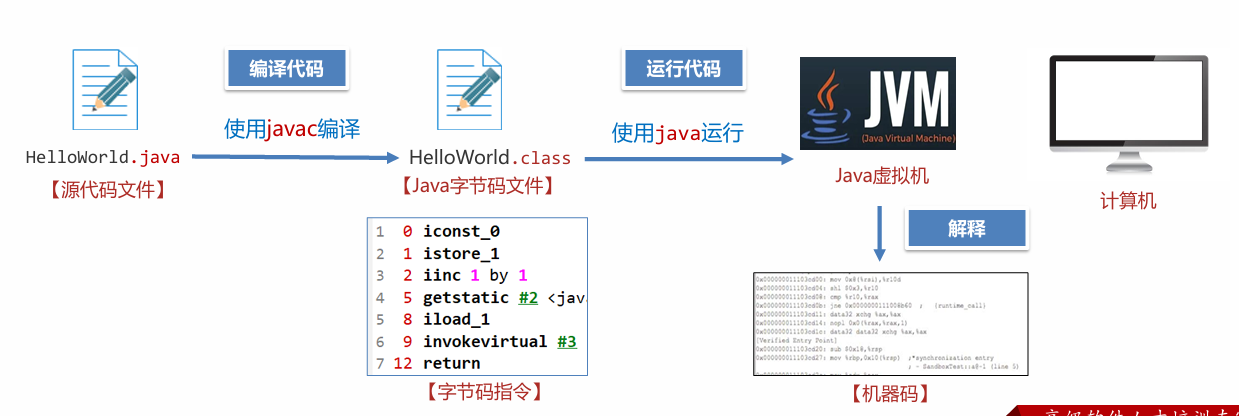 编译代码
运行代码
使用javac编译
使用java运行
JVM
(Java Virtual Machine)
HelloWorld.java
HelloWorld.class
【源代码文件】
【Java字节码文件】
Java虚拟机
计算机
解释
1 0 iconst_0
2 1 istore_1
3 2 iinc 1 by 1
4 5 getstatic #2 <java
5 8 iload_1
6 9 invokevirtual #3
7 12 return
【字节码指令】
0x000000011103cd00: mov 0x8(%rsi),%r10d
0x000000011103cd04: shl $0x3,%r10
0x000000011103cd08: cmp %r10,%rax
0x000000011103cd0b: jne 0x0000000111008b60 ; {runtime_call}
0x000000011103cd11: data32 xchg %ax,%ax
0x000000011103cd14: nopl 0x0(%rax,%rax,1)
0x000000011103cd1c: data32 data32 xchg %ax,%ax
[Verified Entry Point]
0x000000011103cd20: sub $0x18,%rsp
0x000000011103cd27: mov %rbp,0x10(%rsp) ;*synchronization entry
; - SandboxTest::a@-1 (line 5)
【机器码】